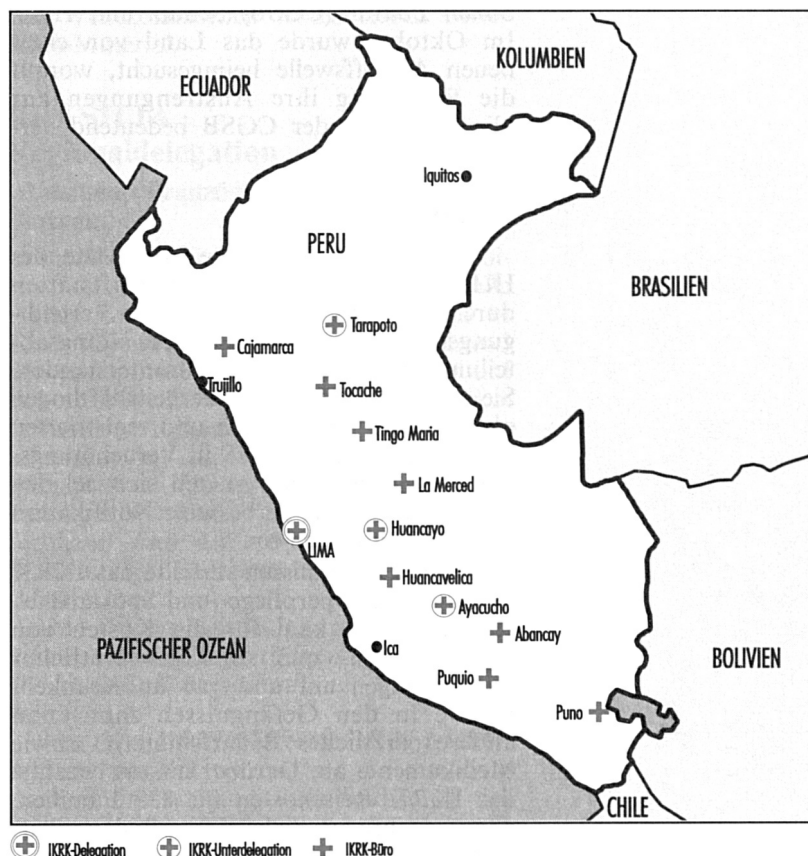 KOLUMBIEN
ECUADOR
Iquitos
PERU
BRASILIEN
Tarapoto
Cajamarca
Trujillo
Tocache
Tingo Maria
La Merced
Huancayo
LIMA
Huancavelica
Ayacucho
Abancay
Ica
PAZIFISCHER OZEAN
BOLIVIEN
Puquio
Puno
CHILE
IKRK-Delegation IKRK-Unterdelegation IKRK-Büro